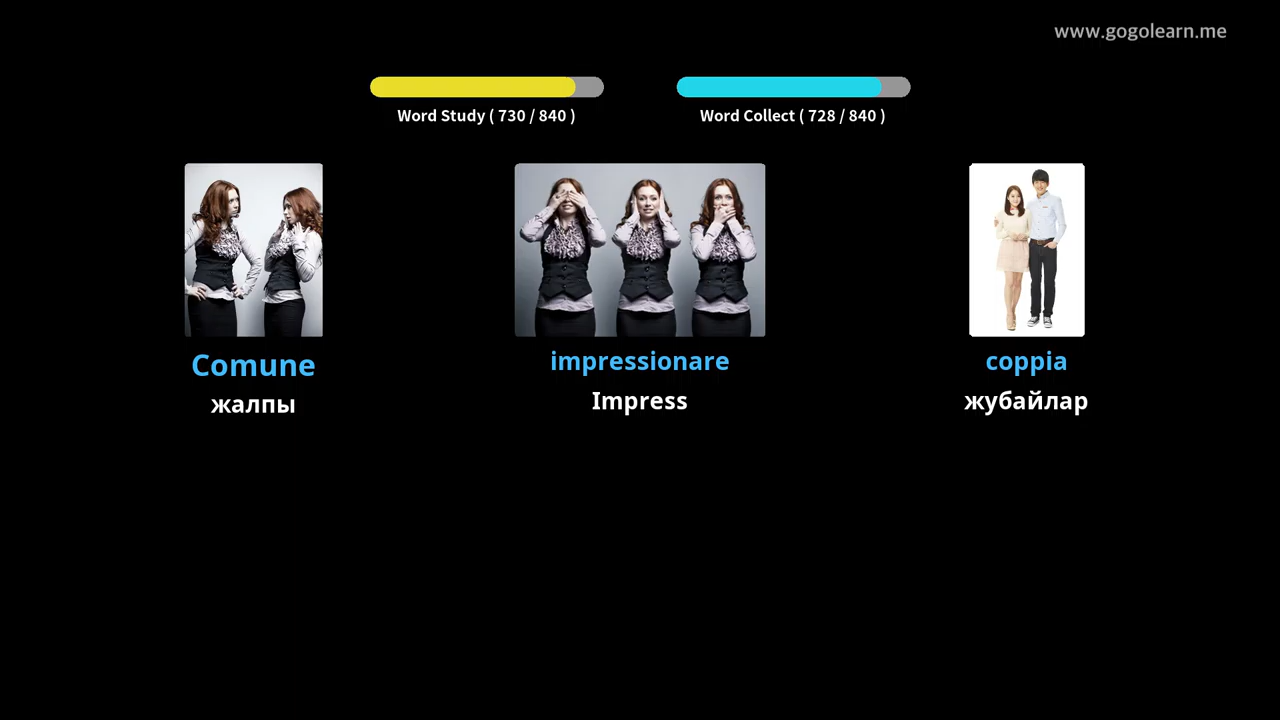 www.gogolearn.me
Word Study ( 730 / 840 )
Word Collect ( 728 / 840 )
Comune
жалпы
impressionare
Impress
coppia
жубайлар